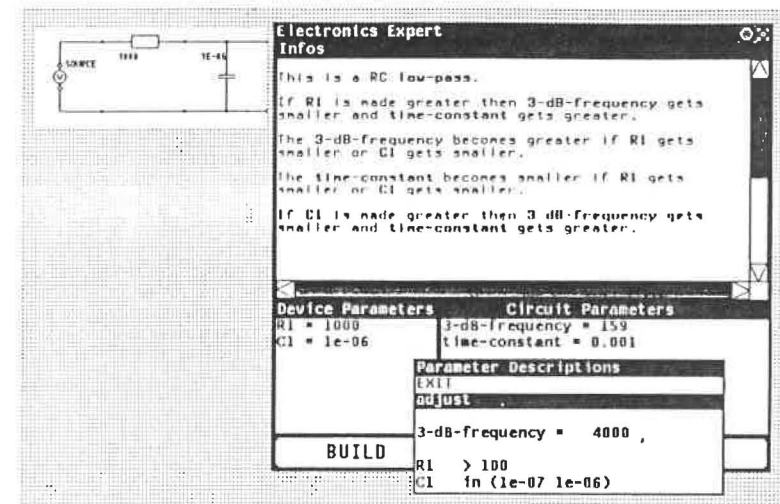 SOURCE
1000
1E-06
Electronics Expert
Infos
This is a RC low-pass.
If R1 is made greater then 3-dB-frequency gets
smaller and time-constant gets greater.
The 3-dB-frequency becomes greater if R1 gets
smaller or C1 gets smaller.
The time-constant becomes smaller if R1 gets
smaller or C1 gets smaller.
If C1 is made greater then 3-dB-frequency gets
smaller and time-constant gets greater.
Device Parameters
Circuit Parameters
R1 = 1000
3-dB-frequency = 159
C1 = 1e-06
time-constant = 0.001
Parameter Descriptions
EXIT
adjust
3-dB-frequency = 4000
BUILD
R1 > 100
C1 in (1e-07 1e-06)